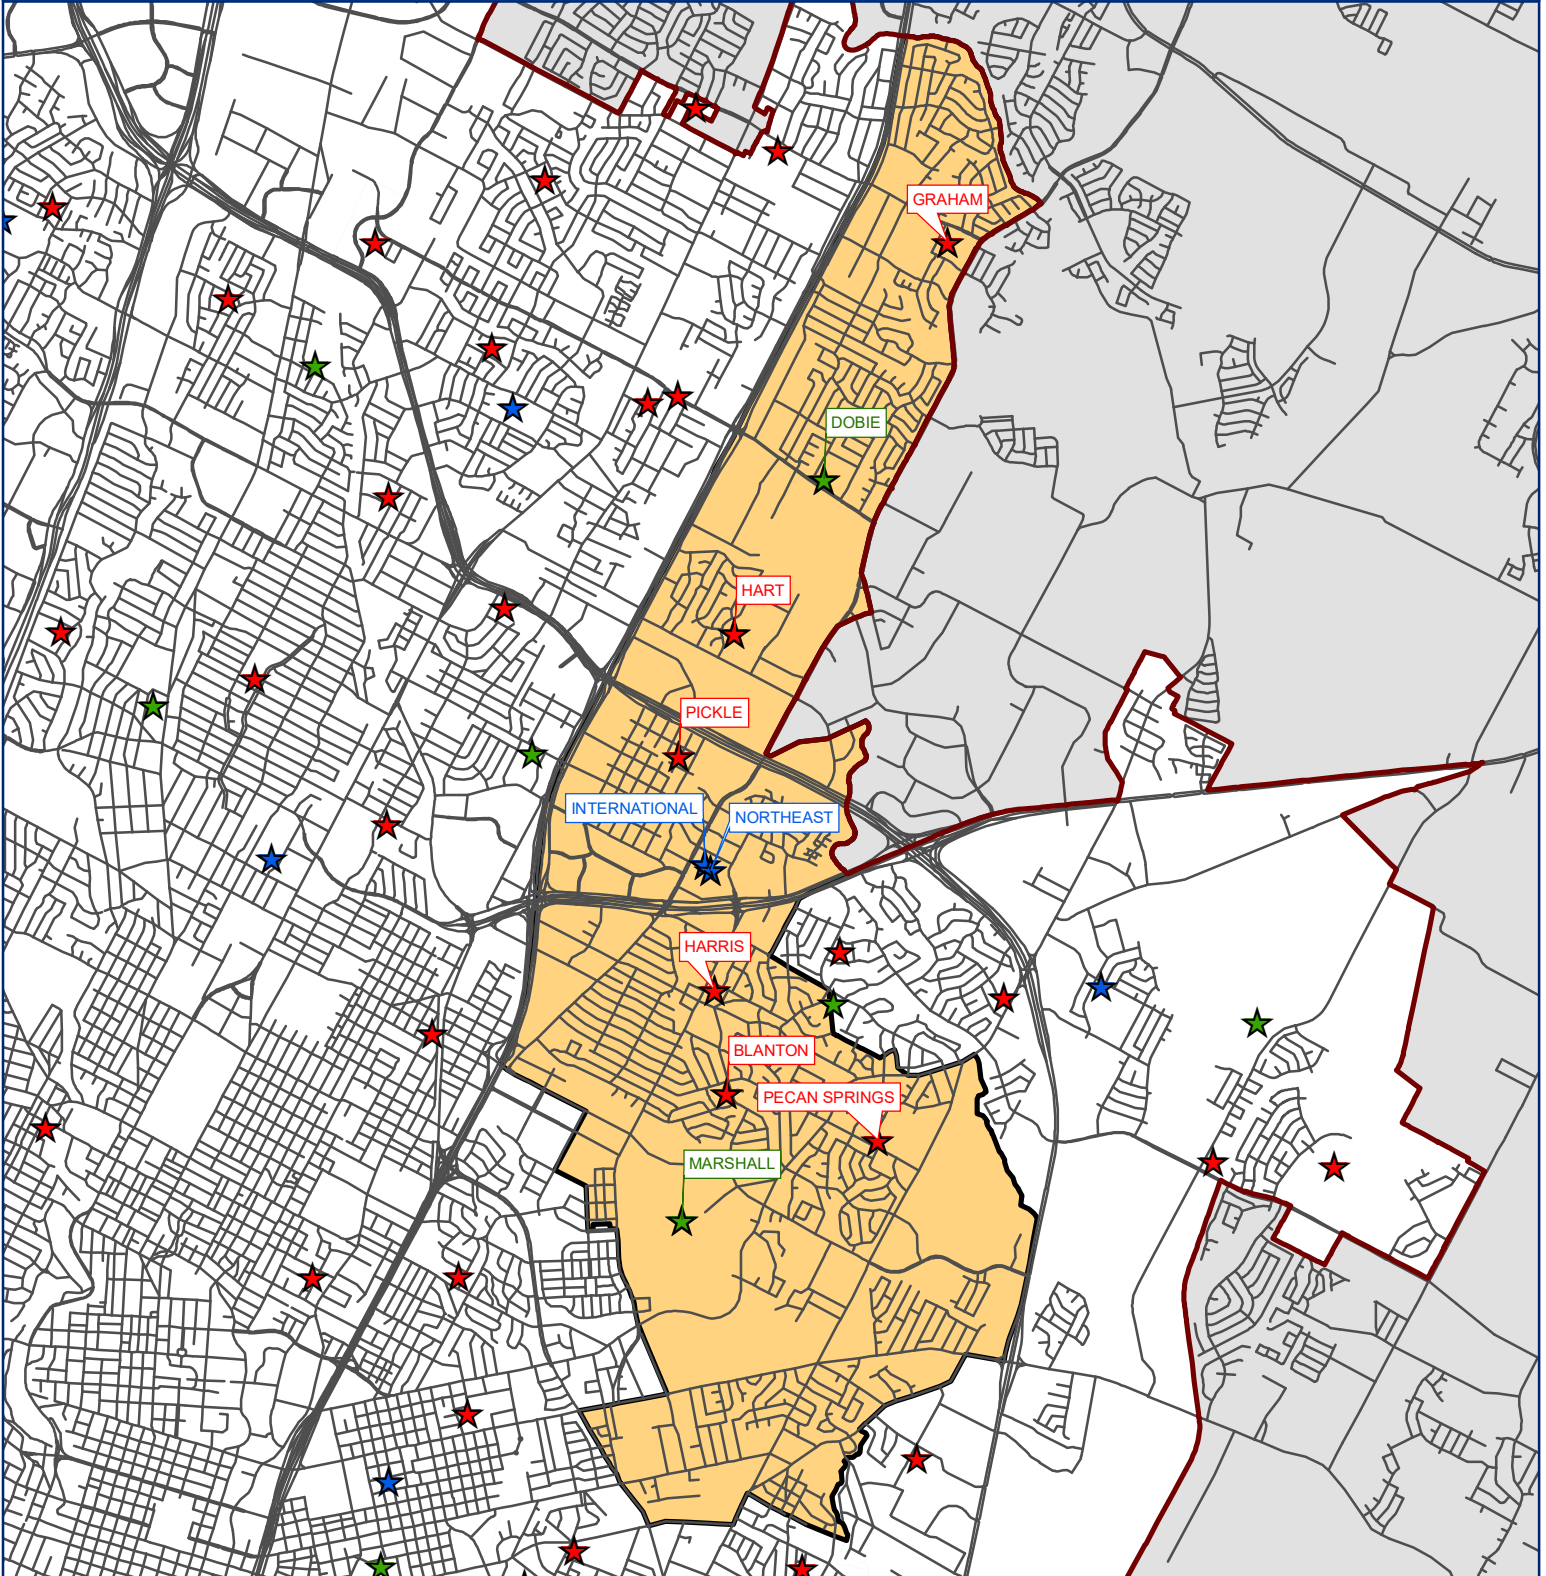 GRAHAM
DOBIE
HART
PICKLE
INTERNATIONAL
NORTHEAST
HARRIS
BLANTON
PECAN SPRINGS
MARSHALL